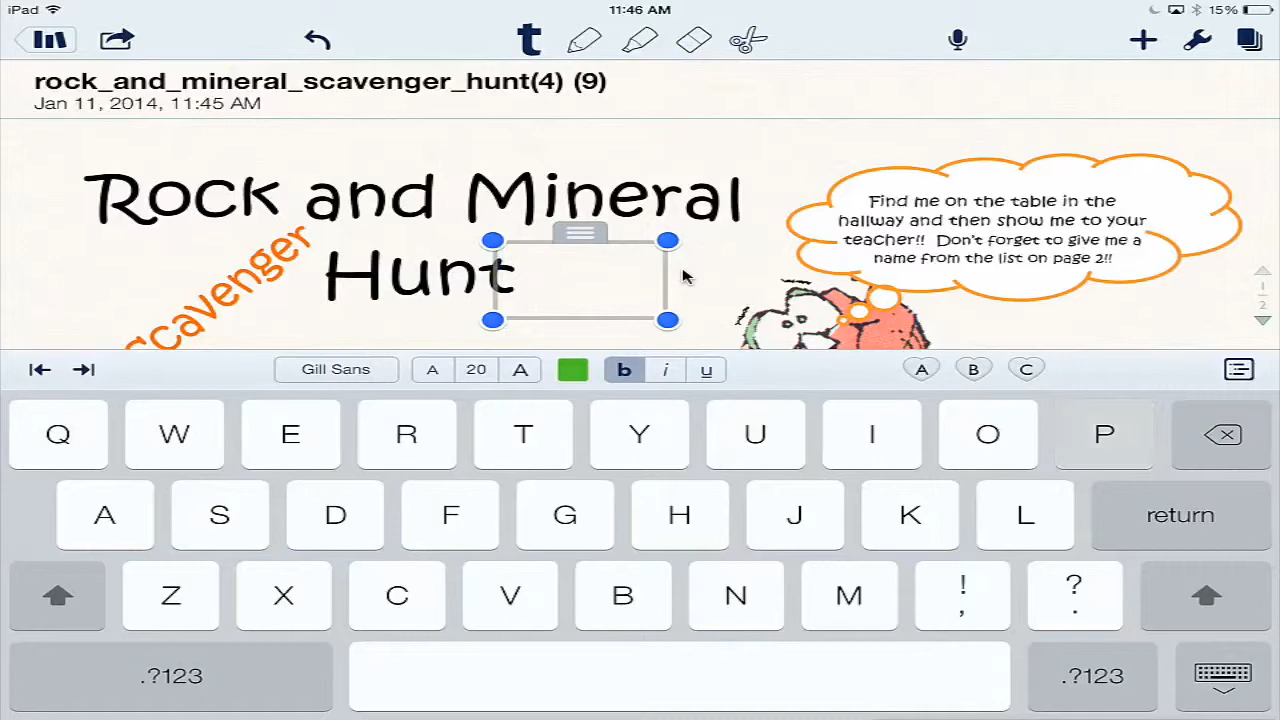 iPad 11:46 AM 15%
t
rock_and_mineral_scavenger_hunt(4) (9)
Jan 11, 2014, 11:45 AM
Rock and Mineral
Hunt
Scavenger
Find me on the table in the
hallway and then show me to your
teacher!! Don't forget to give me a
name from the list on page 2!!
1
2
Gill Sans A 20 A b i u A B C
Q W E R T Y U I O P
A S D F G H J K L return
Z X C V B N M ! , ? .
.?123 .?123